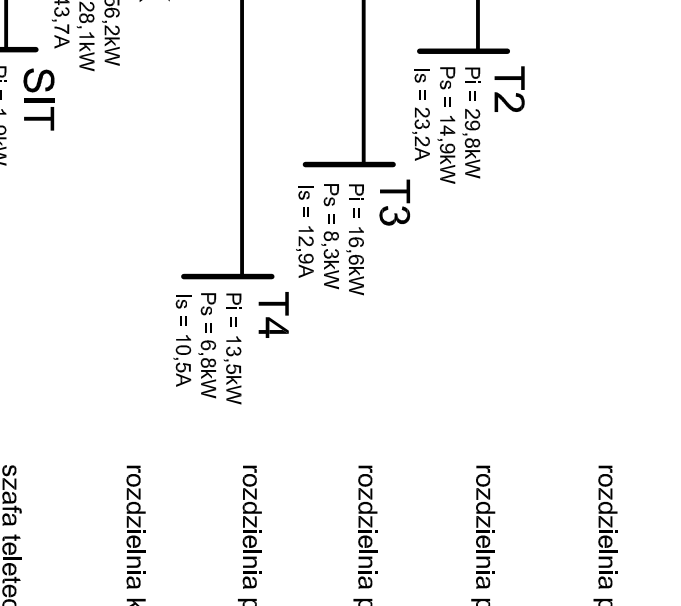 T2
Pi = 29,8kW
Ps = 14,9kW
Is = 23,2A
T3
Pi = 16,6kW
Ps = 8,3kW
Is = 12,9A
T4
Pi = 13,5kW
Ps = 6,8kW
Is = 10,5A
56,2kW
28,1kW
43,7A
SIT
rozdzielnia
rozdzielnia
rozdzielnia
rozdzielnia
rozdzielnia
szafa